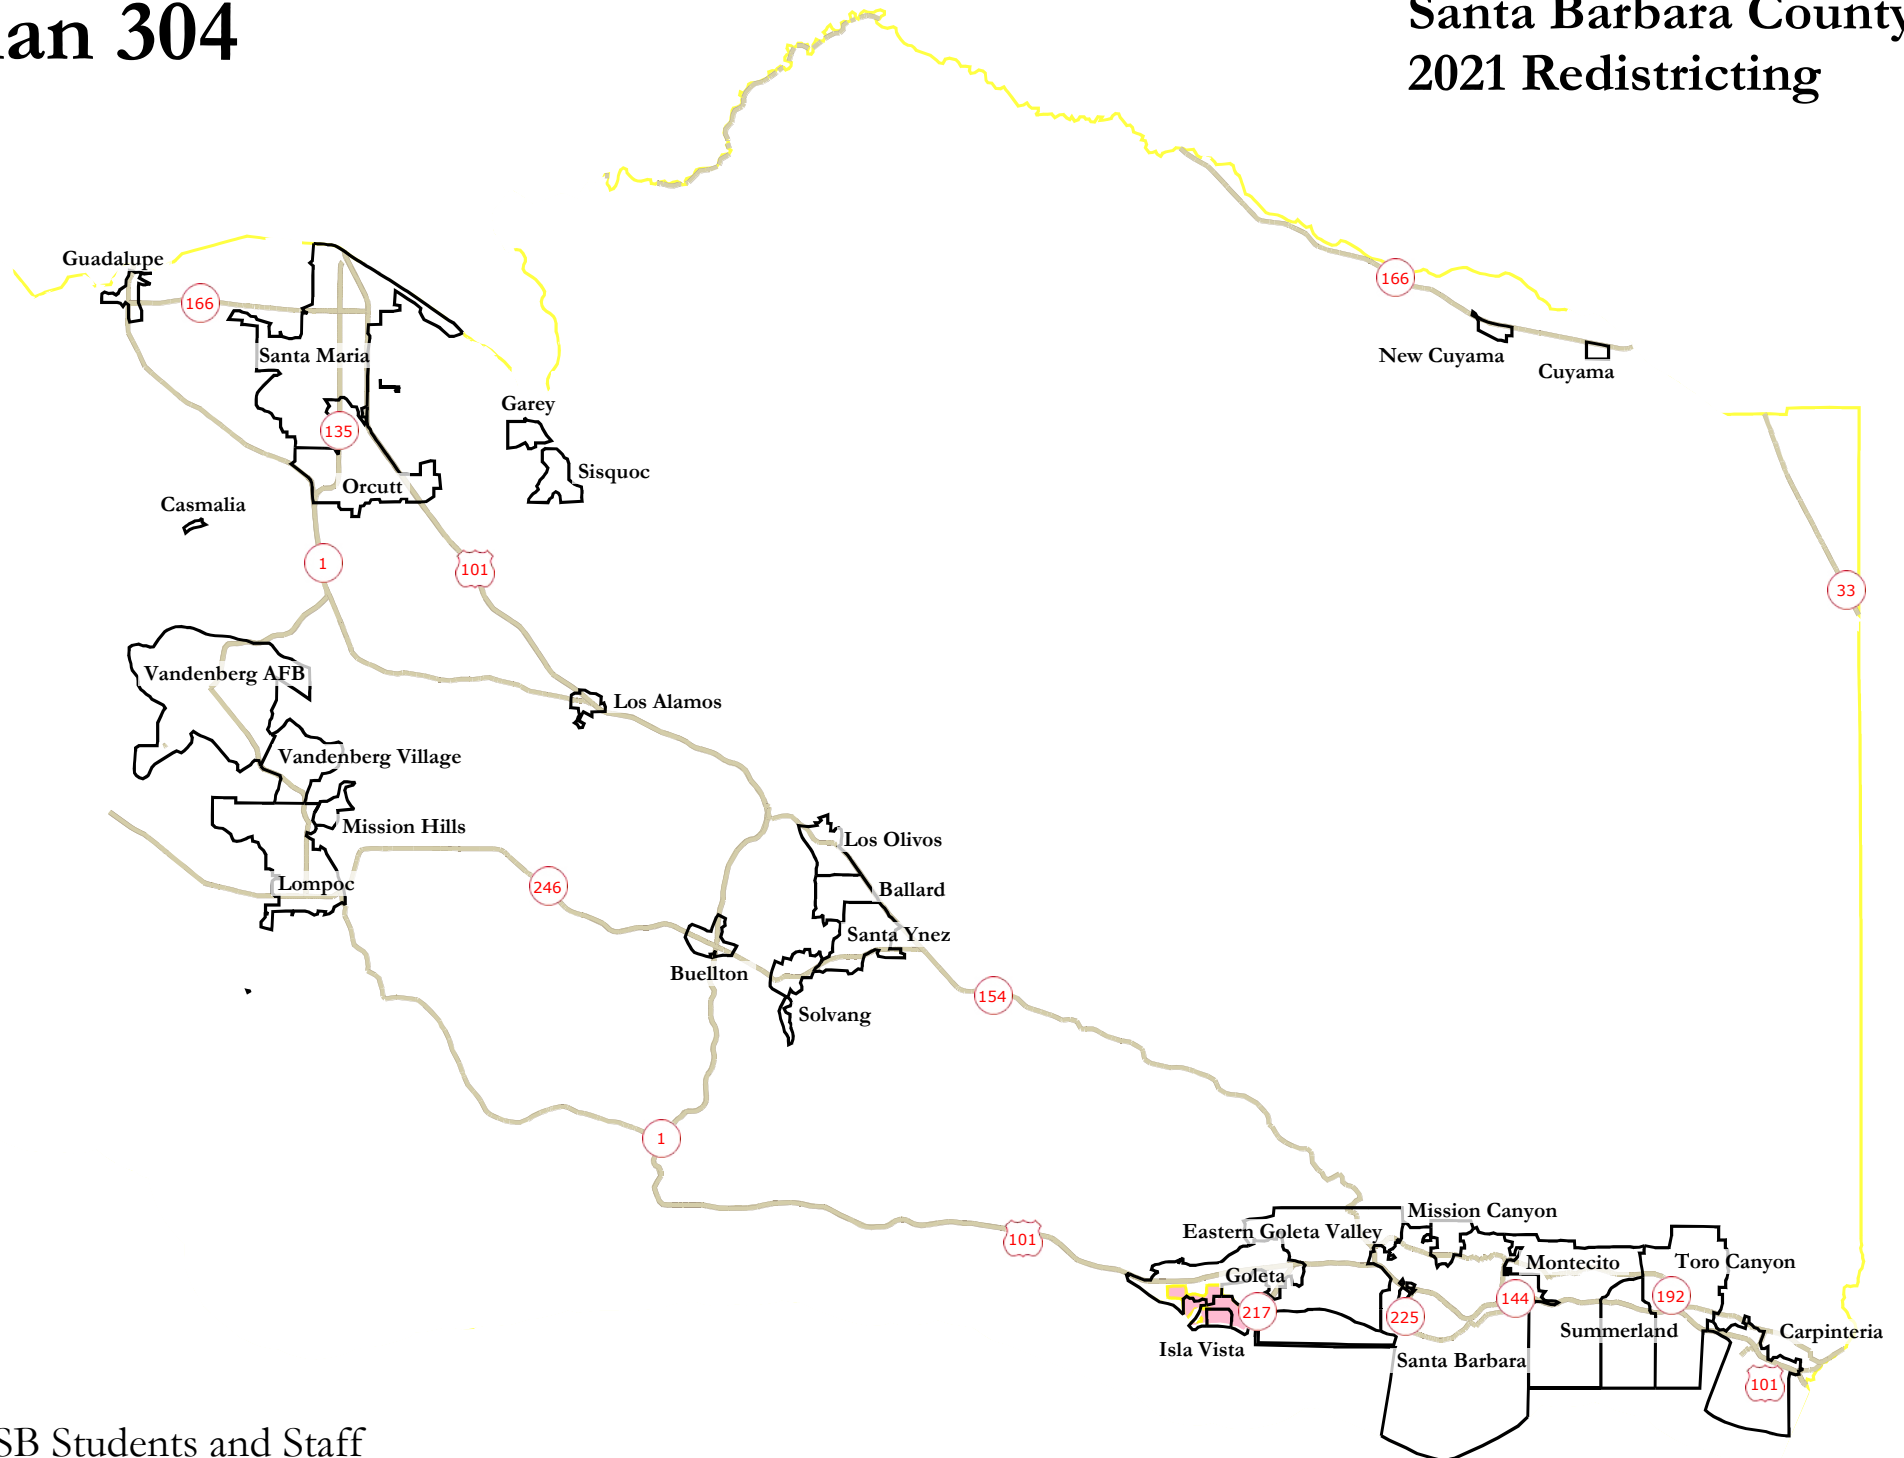 an 304
Santa Barbara County
2021 Redistricting
Guadalupe
166
166
Santa Maria
New Cuyama
Cuyama
Garey
135
Sisquoc
Orcutt
Casmalia
1
101
33
Vandenberg AFB
Los Alamos
Vandenberg Village
Mission Hills
Los Olivos
Lompoc
246
Ballard
Santa Ynez
Buellton
154
Solvang
1
101
Mission Canyon
Eastern Goleta Valley
Montecito
Toro Canyon
Goleta
217
225
144
192
Isla Vista
Summerland
Carpinteria
Santa Barbara
101
SB Students and Staff